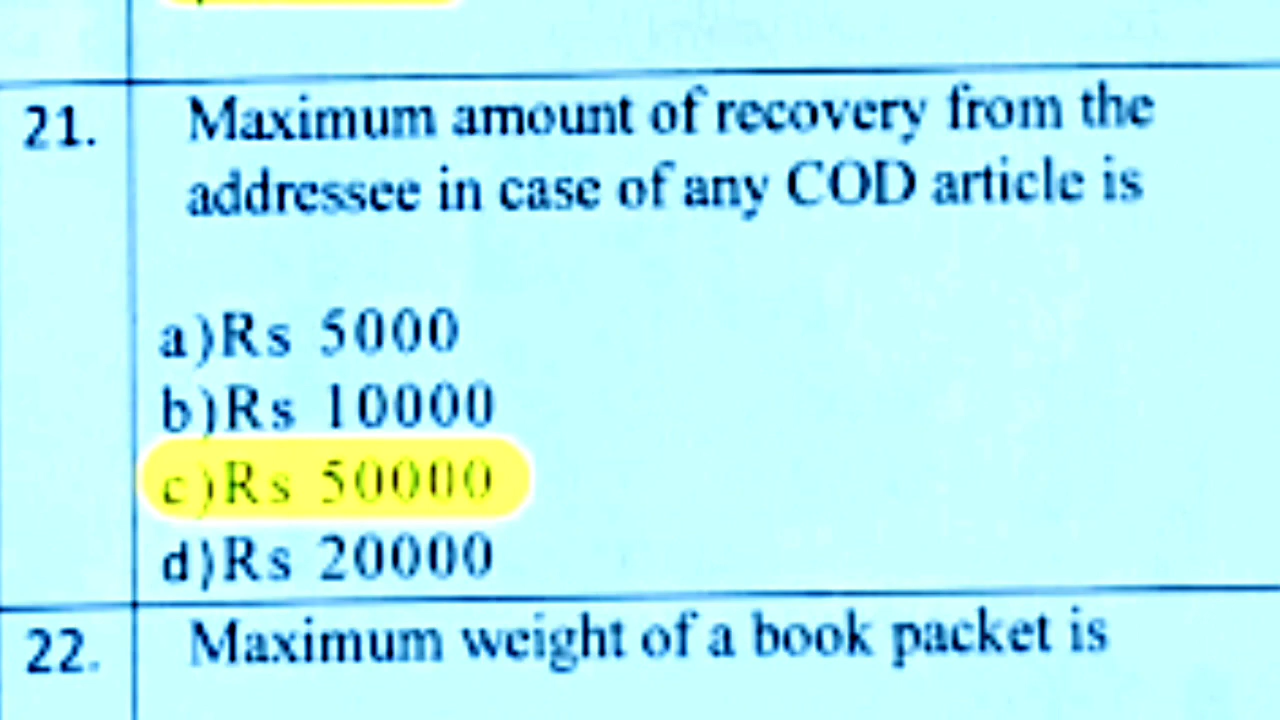 21.
Maximum amount of recovery from the
addressee in case of any COD article is
a)Rs 5000
b)Rs 10000
c)Rs 50000
d)Rs 20000
22.
Maximum weight of a book packet is